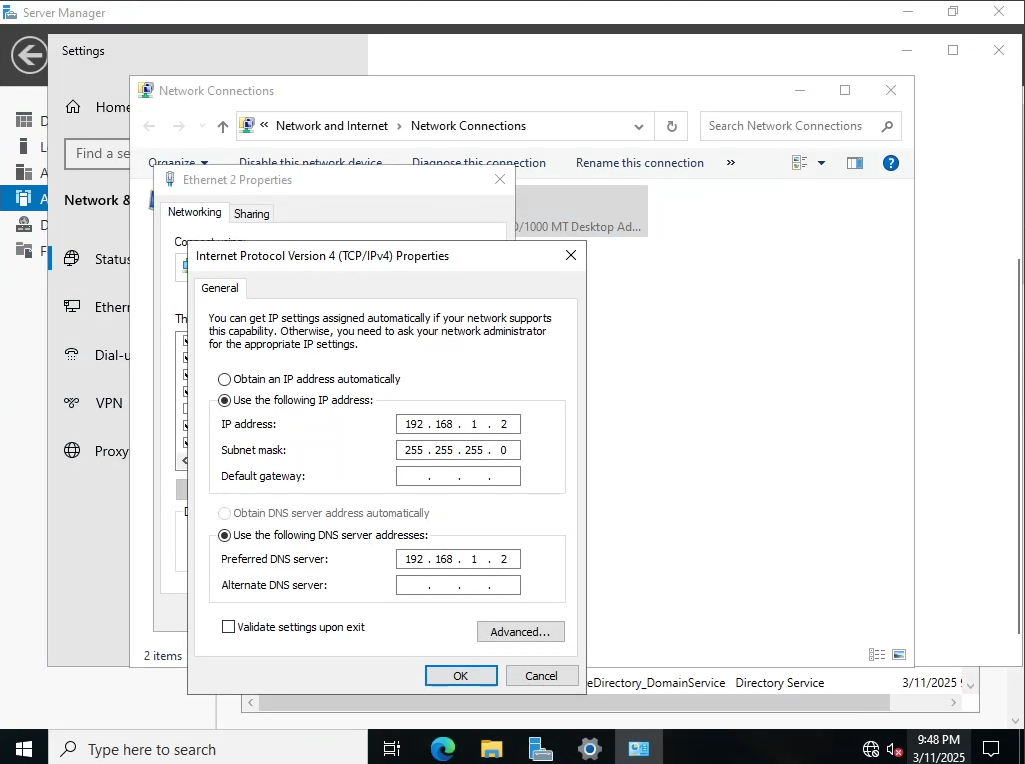 Server Manager
Settings
Network Connections
Home
Network and Internet
Network Connections
Search Network Connections
Find a se
Organize
Disable this network device
Diagnose this connection
Rename this connection
»
Ethernet 2 Properties
Network &
Networking
Sharing
0/1000 MT Desktop Ad...
Internet Protocol Version 4 (TCP/IPv4) Properties
General
Status
You can get IP settings assigned automatically if your network supports
this capability. Otherwise, you need to ask your network administrator
for the appropriate IP settings.
Ethern
Th
Dial-u
Obtain an IP address automatically
Use the following IP address:
VPN
IP address:
192 . 168 . 1 . 2
Subnet mask:
255 . 255 . 255 . 0
Proxy
Default gateway:
. . .
Obtain DNS server address automatically
Use the following DNS server addresses:
Preferred DNS server:
192 . 168 . 1 . 2
Alternate DNS server:
. . .
Validate settings upon exit
Advanced...
2 items
OK
Cancel
eDirectory_DomainService
Directory Service
3/11/2025
Type here to search
9:48 PM
3/11/2025